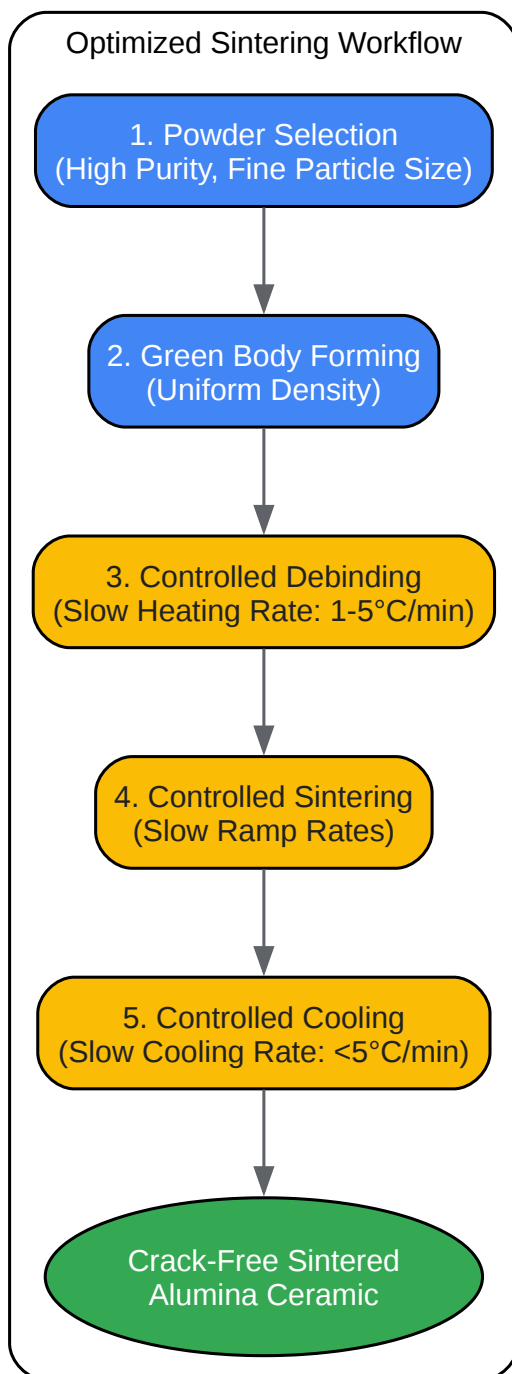 Optimized Sintering Workflow
1. Powder Selection
(High Purity, Fine Particle Size)
2. Green Body Forming
(Uniform Density)
3. Controlled Debinding
(Slow Heating Rate: 1-5°C/min)
4. Controlled Sintering
(Slow Ramp Rates)
5. Controlled Cooling
(Slow Cooling Rate: <5°C/min)
Crack-Free Sintered
Alumina Ceramic